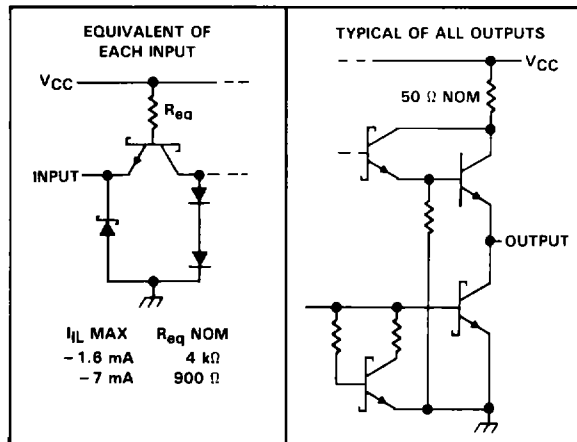 EQUIVALENT OF
EACH INPUT
VCC
Req
INPUT
IIL MAX Req NOM
-1.6 mA 4 kΩ
-7 mA 900 Ω
TYPICAL OF ALL OUTPUTS
VCC
50 Ω NOM
OUTPUT